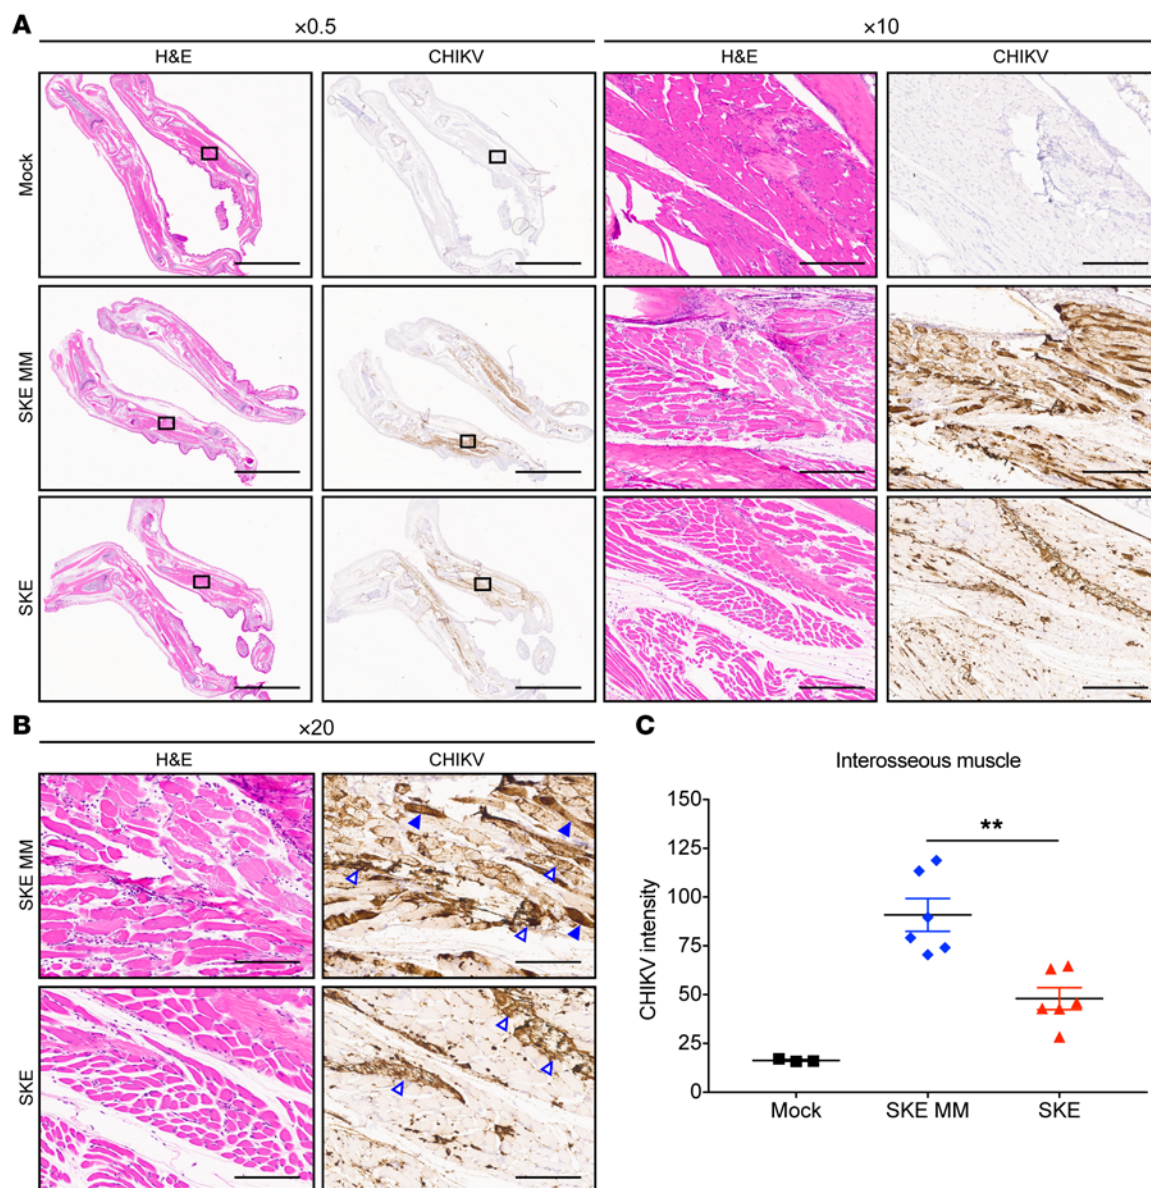 A
×0.5
×10
H&E
CHIKV
H&E
CHIKV
Mock
SKE MM
SKE
B
×20
H&E
CHIKV
SKE MM
SKE
C
Interosseous muscle
CHIKV intensity
150
125
100
75
50
25
0
**
Mock
SKE MM
SKE